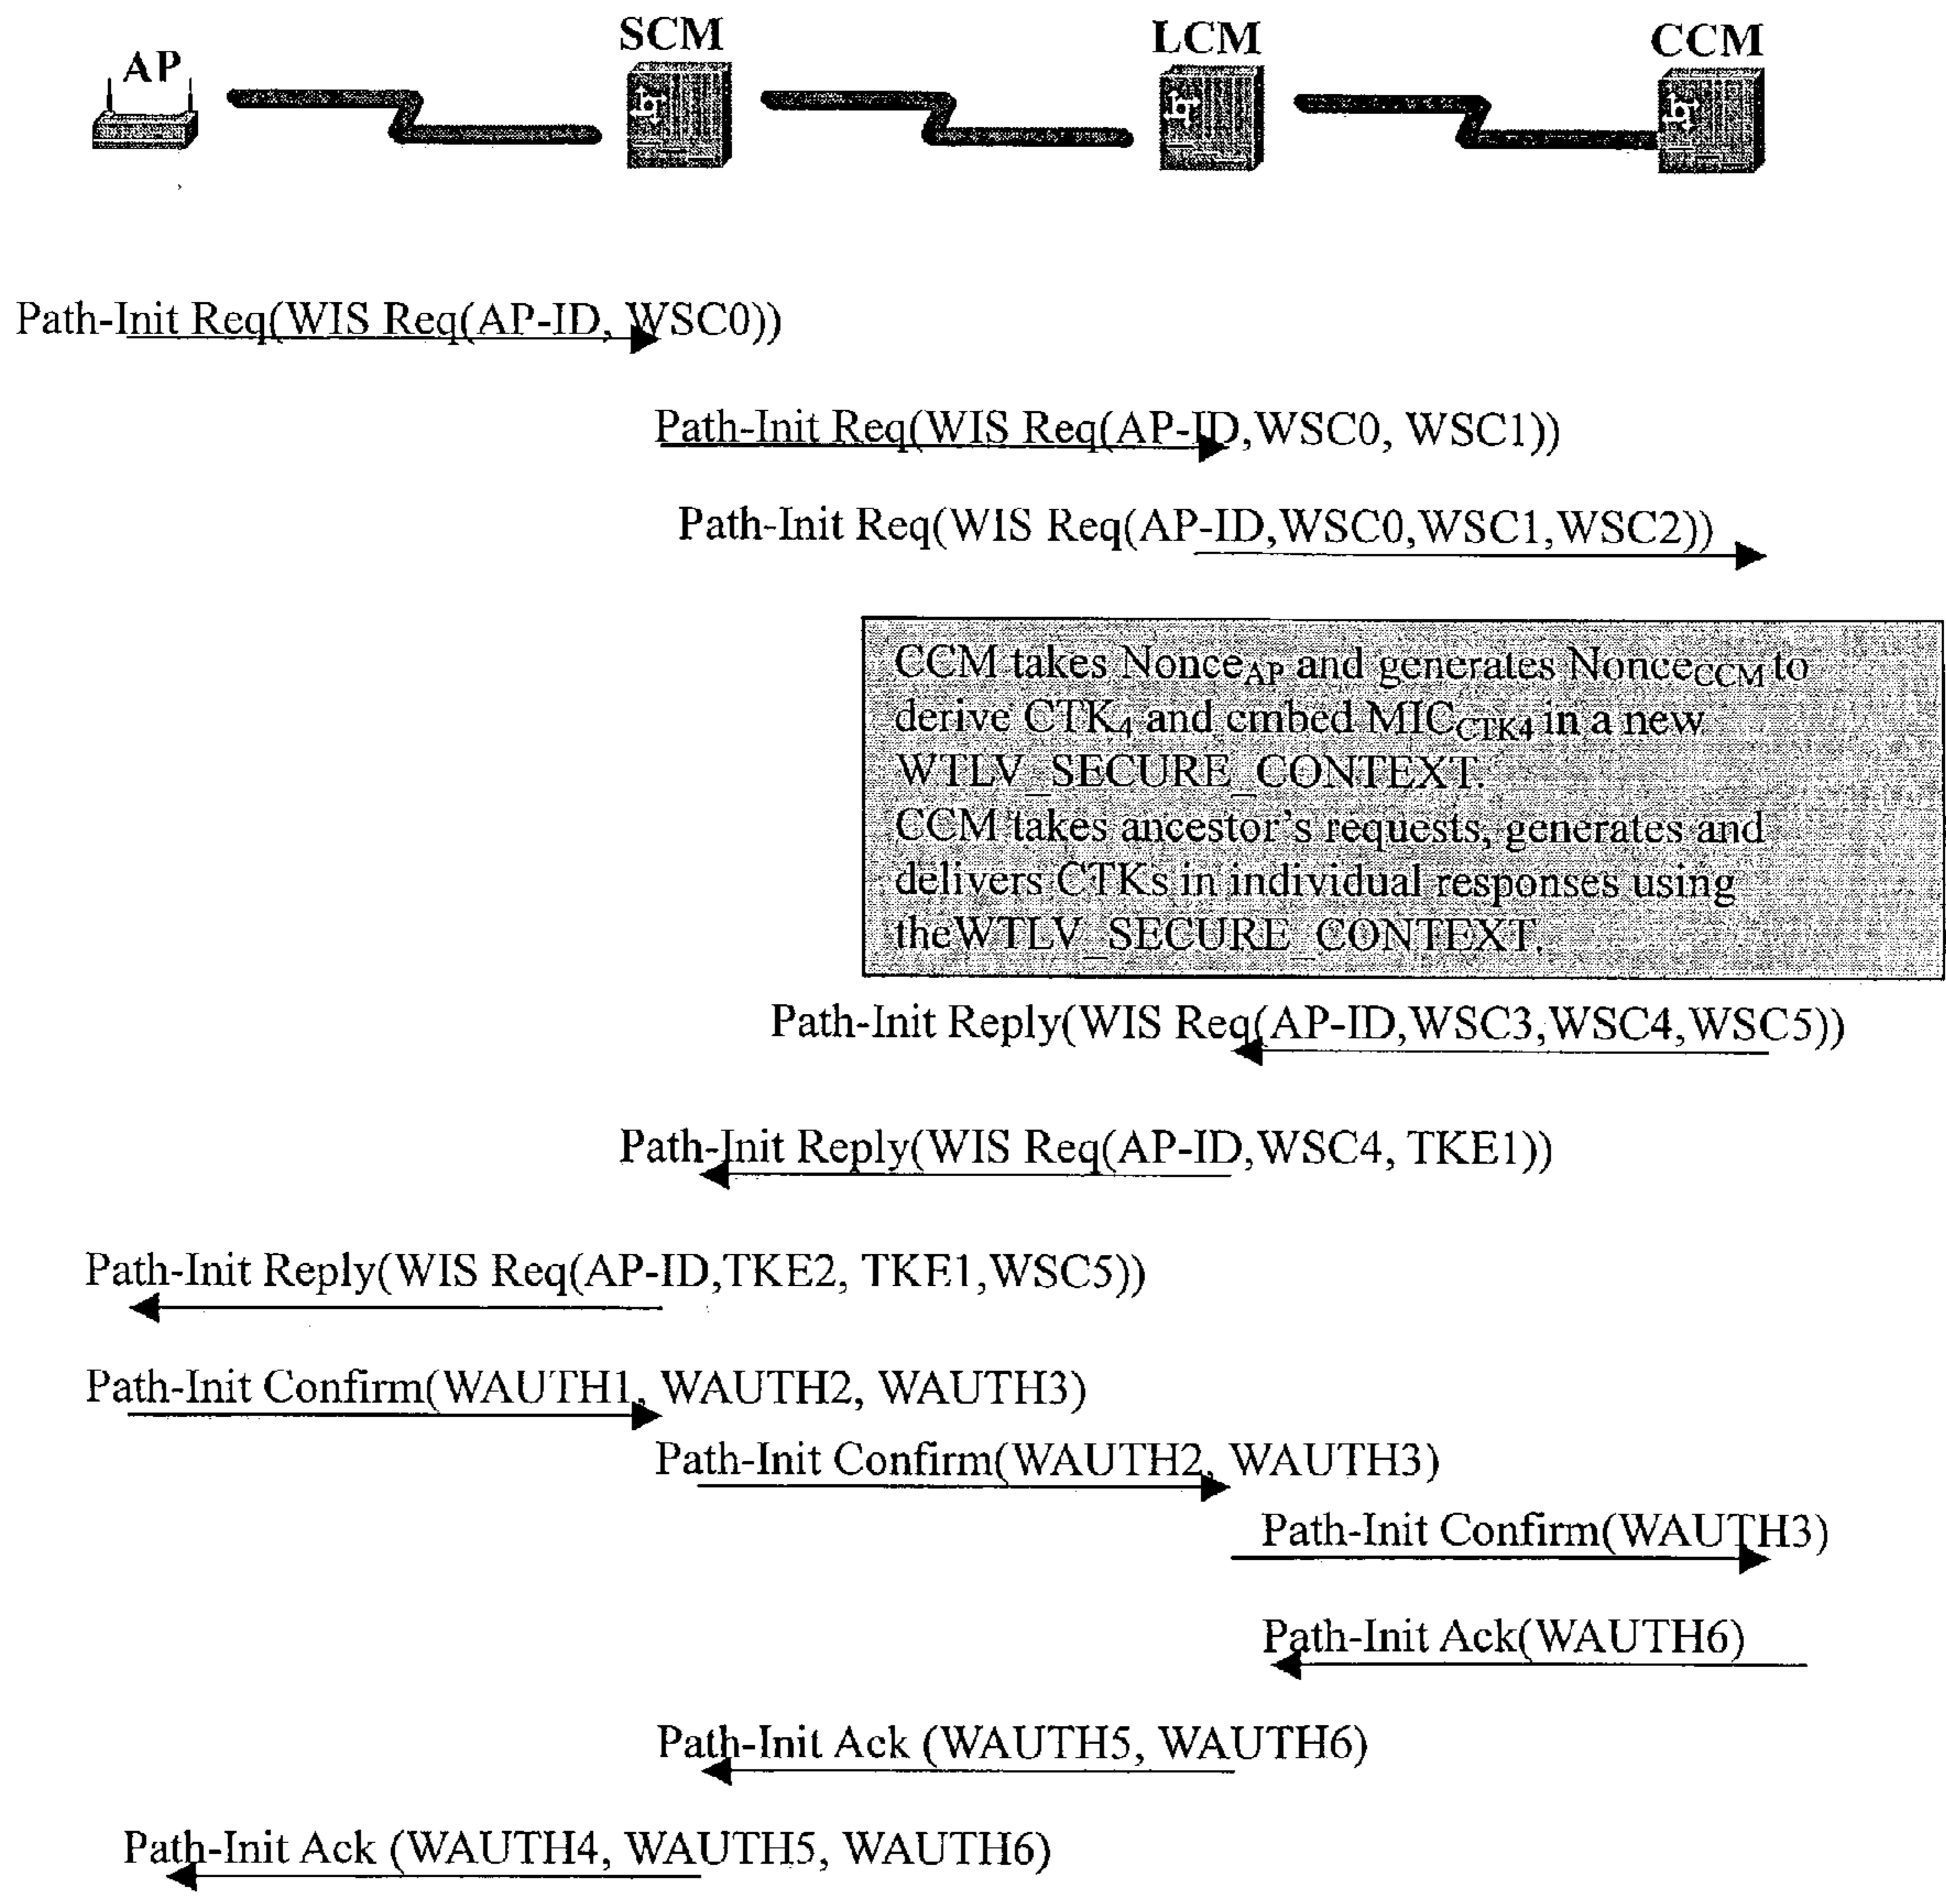 AP
SCM
LCM
CCM
Path-Init Req(WIS Req(AP-ID, WSC0))
Path-Init Req(WIS Req(AP-ID,WSC0, WSC1))
Path-Init Req(WIS Req(AP-ID,WSC0,WSC1,WSC2))
CCM takes NonceAP and generates NonceCCM to
derive CTK4 and embed MICCTK4 in a new
WTLV_SECURE_CONTEXT.
CCM takes ancestor's requests, generates and
delivers CTKs in individual responses using
theWTLV_SECURE_CONTEXT.
Path-Init Reply(WIS Req(AP-ID,WSC3,WSC4,WSC5))
Path-Init Reply(WIS Req(AP-ID,WSC4, TKE1))
Path-Init Reply(WIS Req(AP-ID,TKE2, TKE1,WSC5))
Path-Init Confirm(WAUTH1, WAUTH2, WAUTH3)
Path-Init Confirm(WAUTH2, WAUTH3)
Path-Init Confirm(WAUTH3)
Path-Init Ack(WAUTH6)
Path-Init Ack (WAUTH5, WAUTH6)
Path-Init Ack (WAUTH4, WAUTH5, WAUTH6)